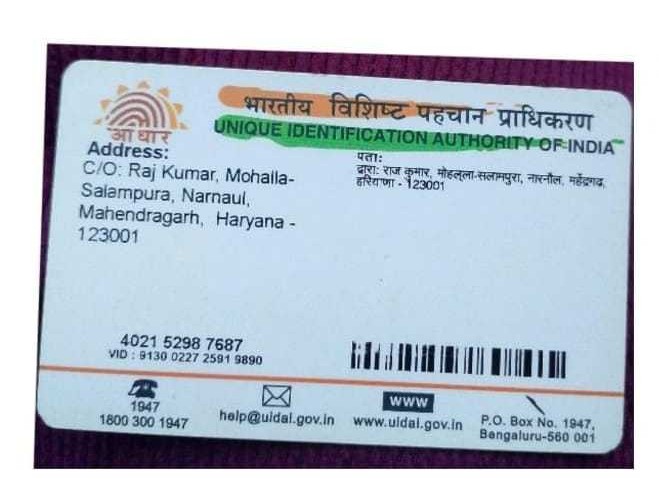 भारतीय विशिष्ट पहचान प्राधिकरण
UNIQUE IDENTIFICATION AUTHORITY OF INDIA
आधार
Address:
C/O: Raj Kumar, Mohalla-
Salampura, Narnaul,
Mahendragarh, Haryana -
123001
पता:
द्वारा: राज कुमार, मोहल्ला-सलामपुरा, नारनौल, महेंद्रगढ,
हरियाणा - 123001
4021 5298 7687
VID : 9130 0227 2591 9890
1947
1800 300 1947
help@uidai.gov.in
www
www.uidai.gov.in
P.O. Box No. 1947,
Bengaluru-560 001